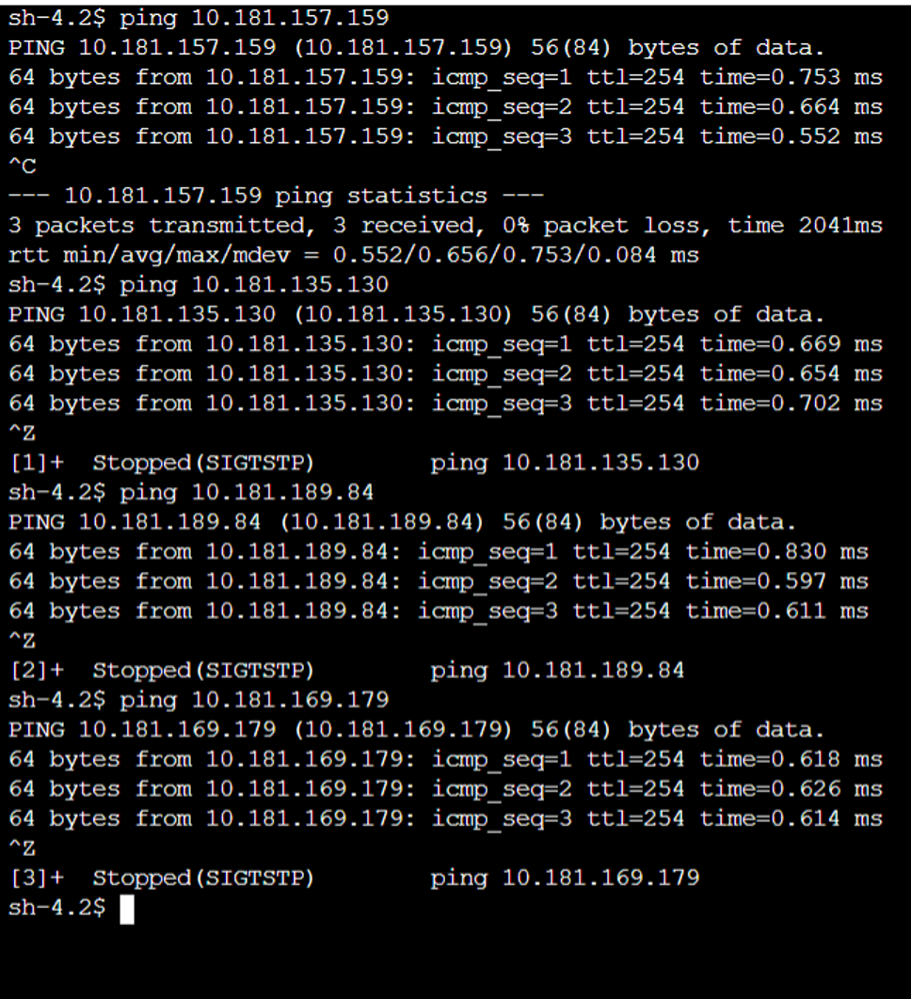 sh-4.2$ ping 10.181.157.159
PING 10.181.157.159 (10.181.157.159) 56(84) bytes of data.
64 bytes from 10.181.157.159: icmp_seq=1 ttl=254 time=0.753 ms
64 bytes from 10.181.157.159: icmp_seq=2 ttl=254 time=0.664 ms
64 bytes from 10.181.157.159: icmp_seq=3 ttl=254 time=0.552 ms
^C
--- 10.181.157.159 ping statistics ---
3 packets transmitted, 3 received, 0% packet loss, time 2041ms
rtt min/avg/max/mdev = 0.552/0.656/0.753/0.084 ms
sh-4.2$ ping 10.181.135.130
PING 10.181.135.130 (10.181.135.130) 56(84) bytes of data.
64 bytes from 10.181.135.130: icmp_seq=1 ttl=254 time=0.669 ms
64 bytes from 10.181.135.130: icmp_seq=2 ttl=254 time=0.654 ms
64 bytes from 10.181.135.130: icmp_seq=3 ttl=254 time=0.702 ms
^Z
[1]+  Stopped(SIGTSTP)        ping 10.181.135.130
sh-4.2$ ping 10.181.189.84
PING 10.181.189.84 (10.181.189.84) 56(84) bytes of data.
64 bytes from 10.181.189.84: icmp_seq=1 ttl=254 time=0.830 ms
64 bytes from 10.181.189.84: icmp_seq=2 ttl=254 time=0.597 ms
64 bytes from 10.181.189.84: icmp_seq=3 ttl=254 time=0.611 ms
^Z
[2]+  Stopped(SIGTSTP)        ping 10.181.189.84
sh-4.2$ ping 10.181.169.179
PING 10.181.169.179 (10.181.169.179) 56(84) bytes of data.
64 bytes from 10.181.169.179: icmp_seq=1 ttl=254 time=0.618 ms
64 bytes from 10.181.169.179: icmp_seq=2 ttl=254 time=0.626 ms
64 bytes from 10.181.169.179: icmp_seq=3 ttl=254 time=0.614 ms
^Z
[3]+  Stopped(SIGTSTP)        ping 10.181.169.179
sh-4.2$